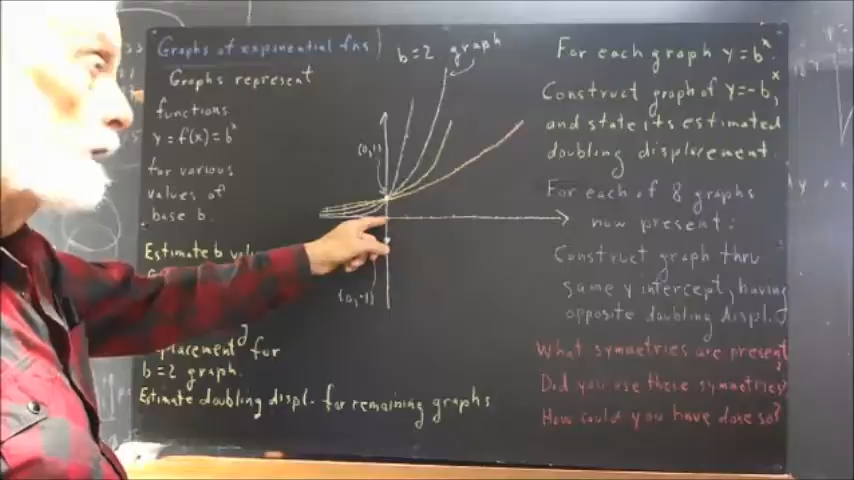 Graphs of exponential fns
b=2 graph
Graphs represent
functions
y=f(x)=b^x
for various
values of
base b.
(0,1)
(0,-1)
Estimate b
b=2 graph.
Estimate doubling displ. for remaining graphs
For each graph y=b^x.
Construct graph of y=-b^x,
and state its estimated
doubling displacement.
For each of 8 graphs
now present:
Construct graph thru
same y intercept, having
opposite doubling displ.
What symmetries are present?
Did you use these symmetries?
How could you have done so?